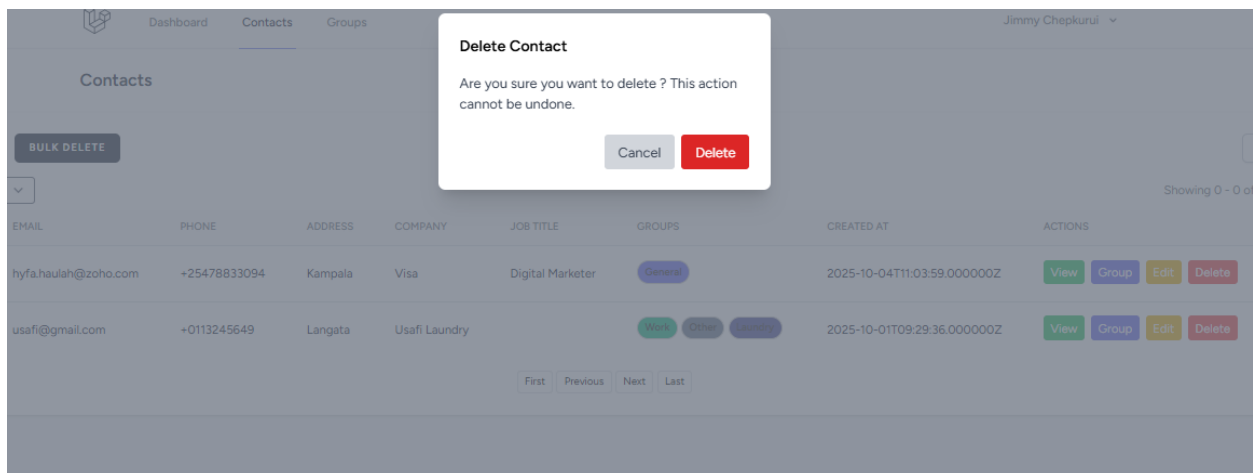 Dashboard Contacts Groups Jimmy Chepkurui
Delete Contact
Are you sure you want to delete ? This action
cannot be undone.
Cancel Delete
Contacts
BULK DELETE
Showing 0 - 0 of
EMAIL PHONE ADDRESS COMPANY JOB TITLE GROUPS CREATED AT ACTIONS
hyfa.haulah@zoho.com +25478833094 Kampala Visa Digital Marketer General 2025-10-04T11:03:59.000000Z View Group Edit Delete
usafi@gmail.com +0113245649 Langata Usafi Laundry Work Other Laundry 2025-10-01T09:29:36.000000Z View Group Edit Delete
First Previous Next Last